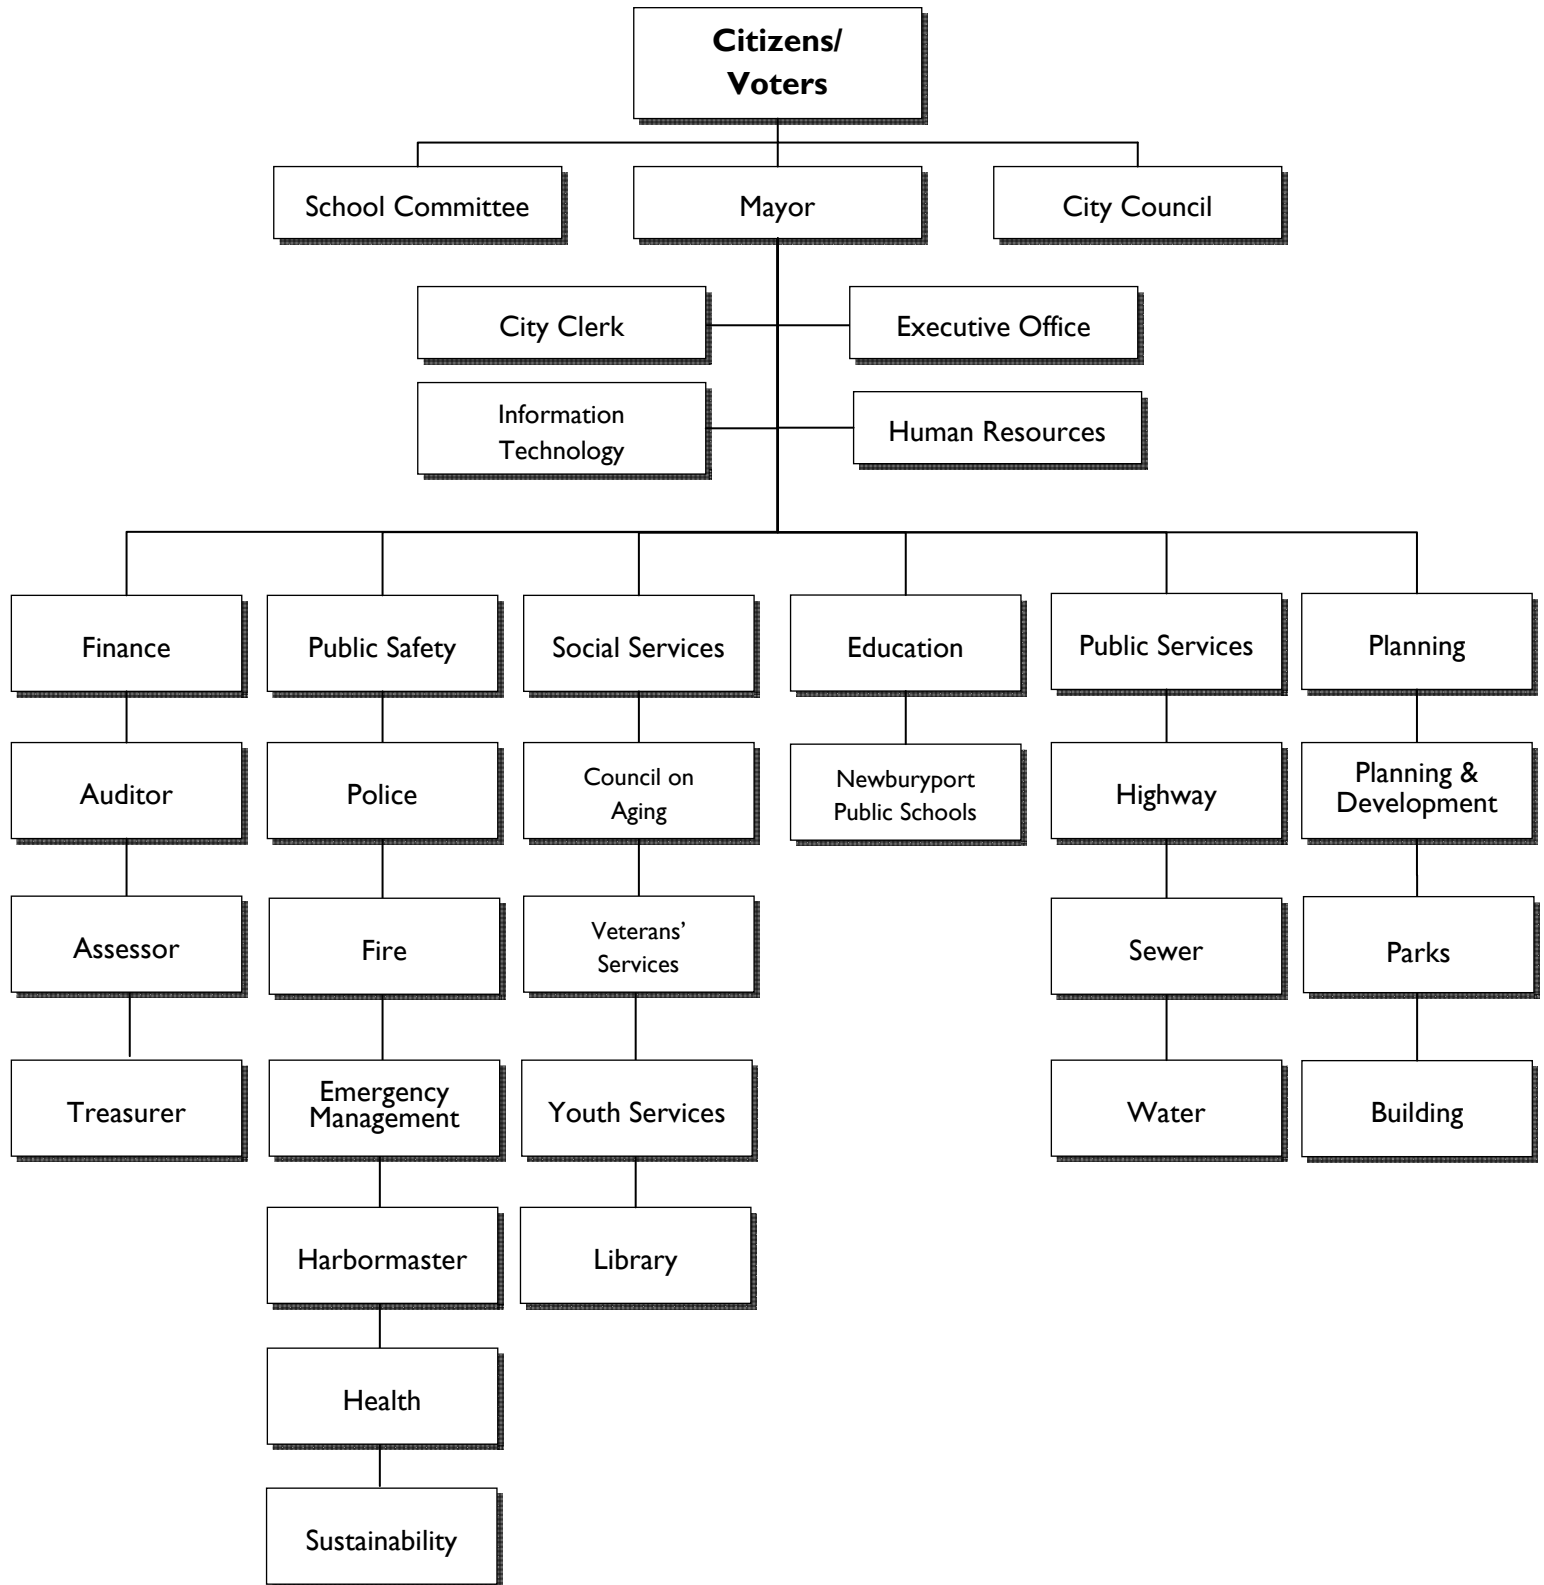 Citizens/
Voters
School Committee
Mayor
City Council
City Clerk
Executive Office
Information
Technology
Human Resources
Finance
Public Safety
Social Services
Education
Public Services
Planning
Auditor
Police
Council on
Aging
Newburyport
Public Schools
Highway
Planning &
Development
Assessor
Fire
Veterans’
Services
Sewer
Parks
Treasurer
Emergency
Management
Youth Services
Water
Building
Harbormaster
Library
Health
Sustainability